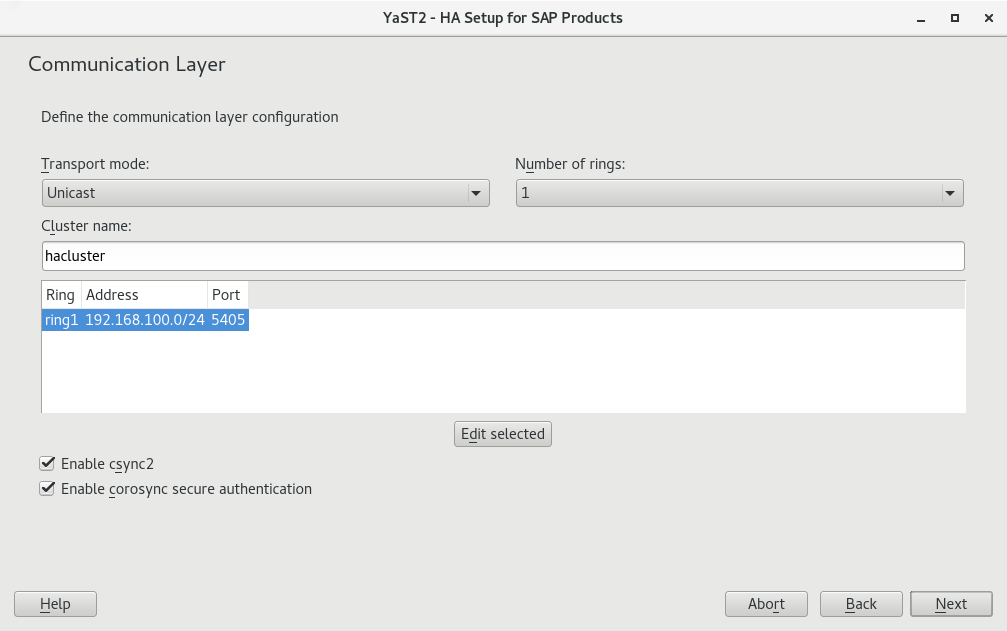 YaST2 - HA Setup for SAP Products
Communication Layer
Define the communication layer configuration
Transport mode: Number of rings:
Unicast 1
Cluster name:
hacluster
Ring Address Port
ring1 192.168.100.0/24 5405
Edit selected
Enable csync2
Enable corosync secure authentication
Help Abort Back Next